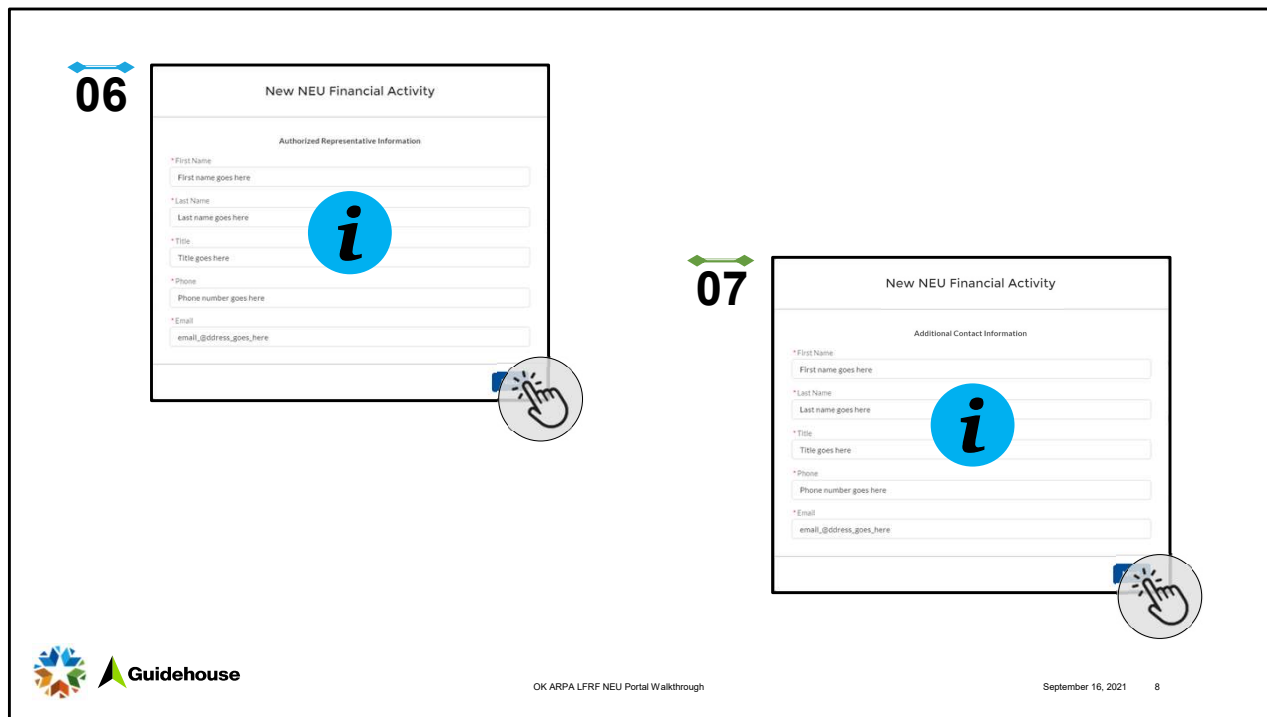 06
New NEU Financial Activity
Authorized Representative Information
*First Name
First name goes here
*Last Name
Last name goes here
*Title
Title goes here
*Phone
Phone number goes here
*Email
email_@ddress_goes_here
i
07
New NEU Financial Activity
Additional Contact Information
*First Name
First name goes here
*Last Name
Last name goes here
*Title
Title goes here
*Phone
Phone number goes here
*Email
email_@ddress_goes_here
i
Guidehouse
OK ARPA LFRF NEU Portal Walkthrough
September 16, 2021 8